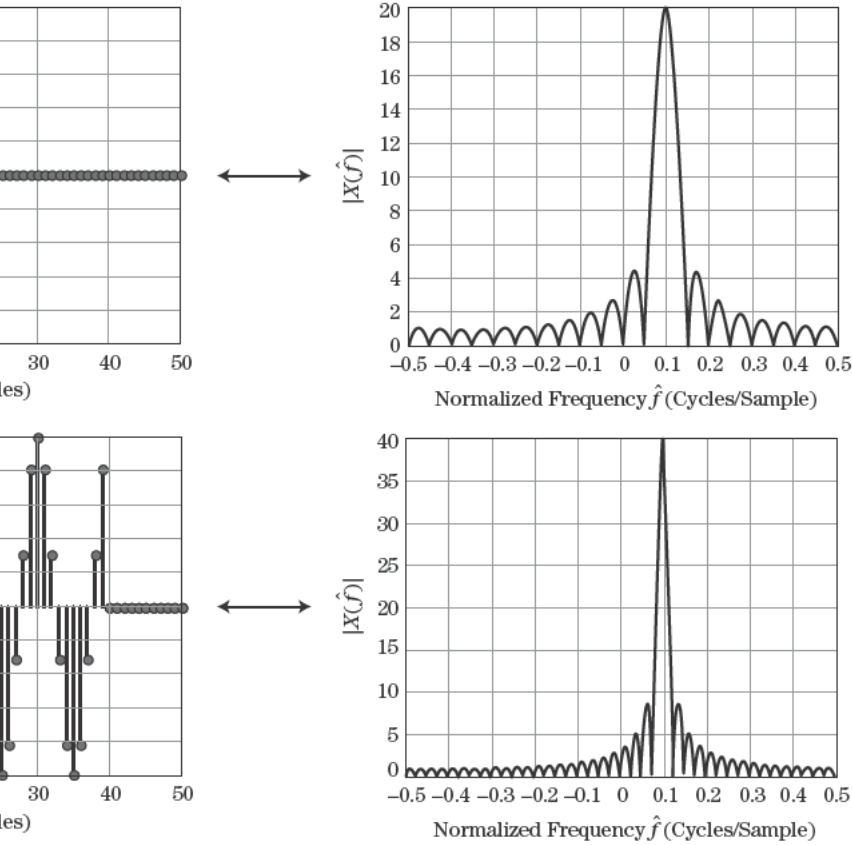 20
18
16
14
12
10
8
6
4
2
0
|X(f̂)|
30 40 50
les)
–0.5 –0.4 –0.3 –0.2 –0.1 0 0.1 0.2 0.3 0.4 0.5
Normalized Frequency f̂ (Cycles/Sample)
40
35
30
25
20
15
10
5
0
|X(f̂)|
30 40 50
les)
–0.5 –0.4 –0.3 –0.2 –0.1 0 0.1 0.2 0.3 0.4 0.5
Normalized Frequency f̂ (Cycles/Sample)